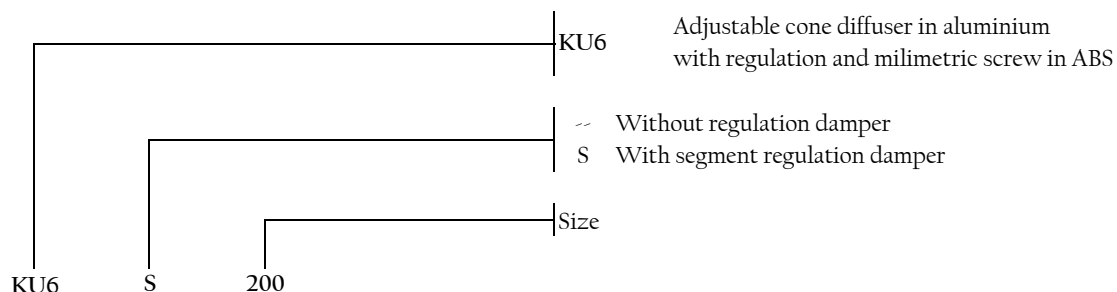 KU6 Adjustable cone diffuser in aluminium
with regulation and milimetric screw in ABS
-- Without regulation damper
S With segment regulation damper
Size
KU6 S 200